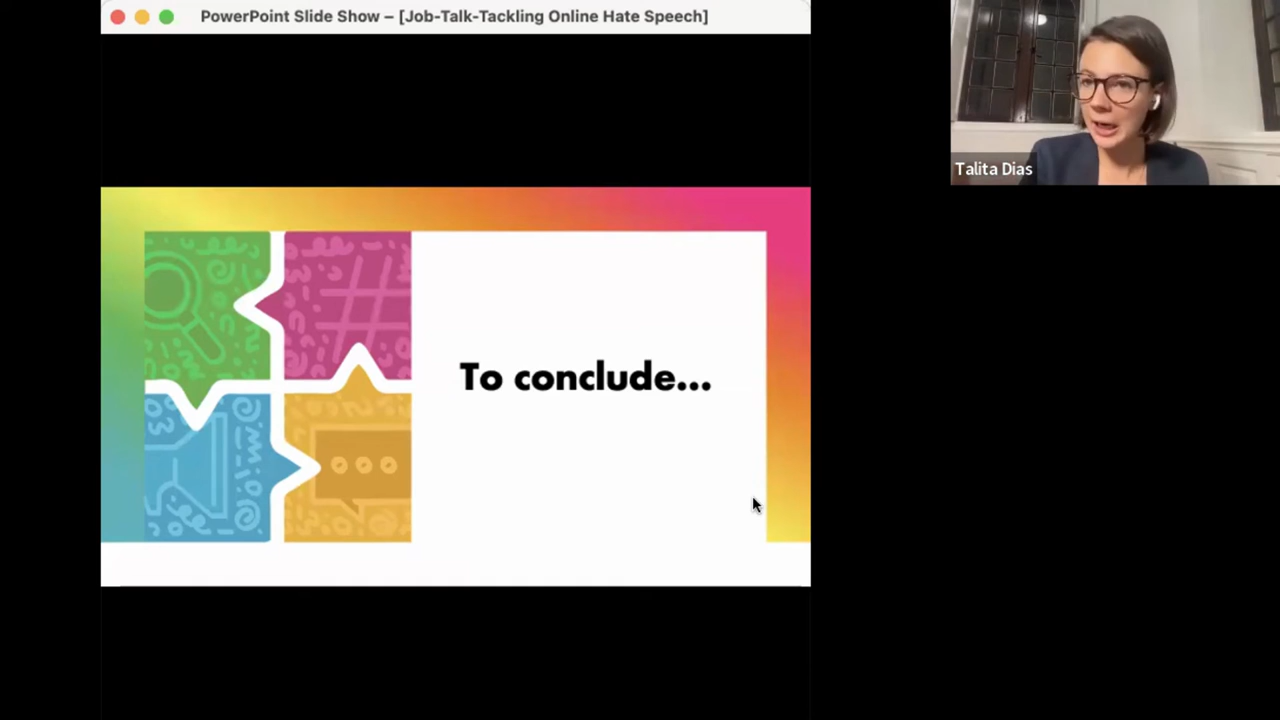 PowerPoint Slide Show – [Job-Talk-Tackling Online Hate Speech]
Talita Dias
To conclude...